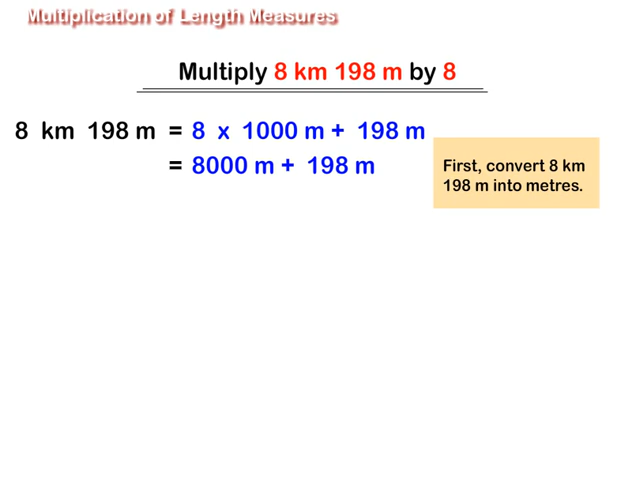 Multiplication of Length Measures
Multiply 8 km 198 m by 8
8 km 198 m = 8 x 1000 m + 198 m
= 8000 m + 198 m
First, convert 8 km
198 m into metres.